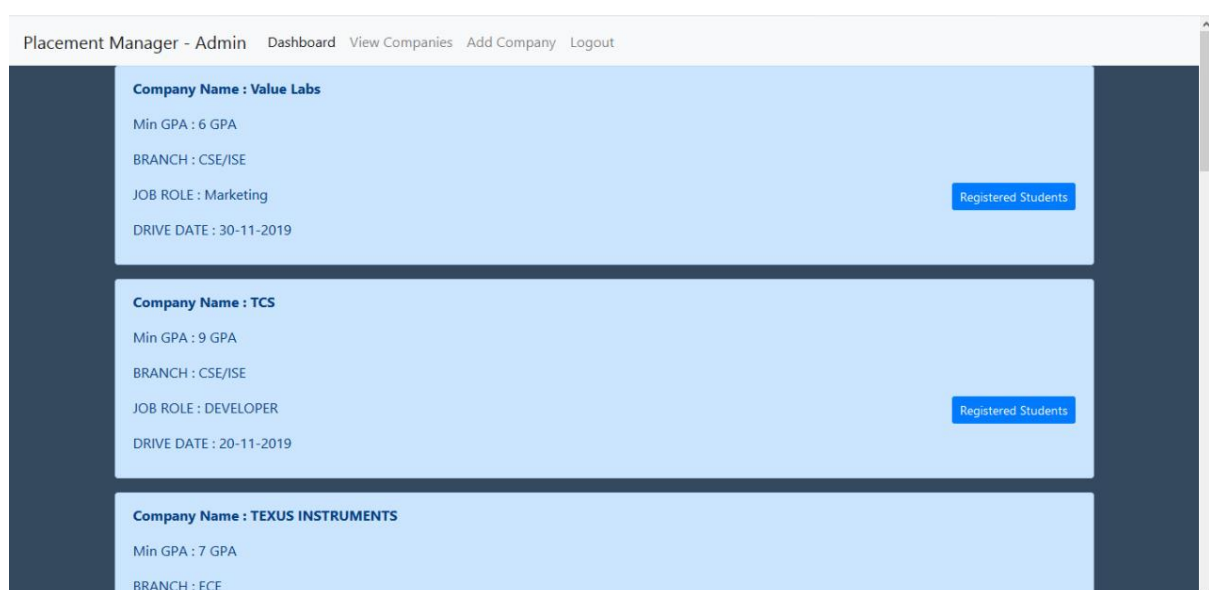 Placement Manager - Admin Dashboard View Companies Add Company Logout
Company Name : Value Labs
Min GPA : 6 GPA
BRANCH : CSE/ISE
JOB ROLE : Marketing
Registered Students
DRIVE DATE : 30-11-2019
Company Name : TCS
Min GPA : 9 GPA
BRANCH : CSE/ISE
JOB ROLE : DEVELOPER
Registered Students
DRIVE DATE : 20-11-2019
Company Name : TEXUS INSTRUMENTS
Min GPA : 7 GPA
BRANCH : ECE